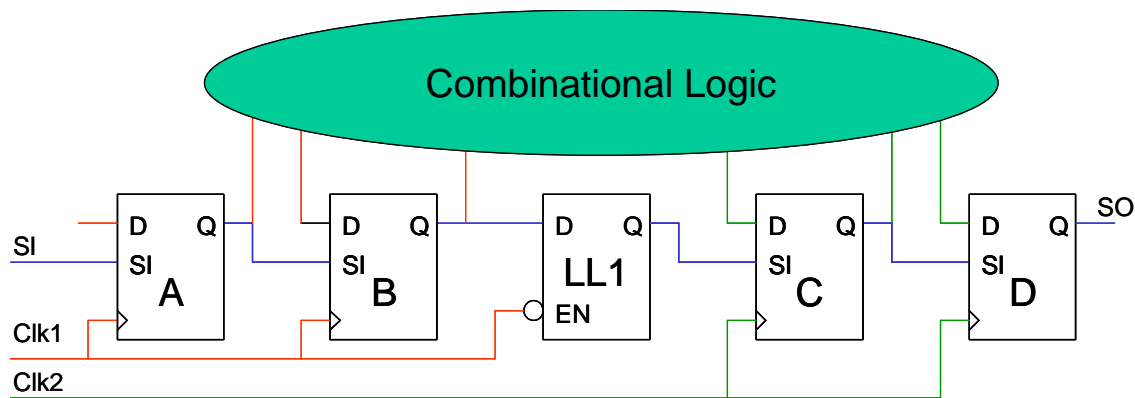 Combinational Logic
D Q D Q D Q D Q D Q SO
SI SI SI SI SI
A B LL1 C D
EN
Clk1
Clk2